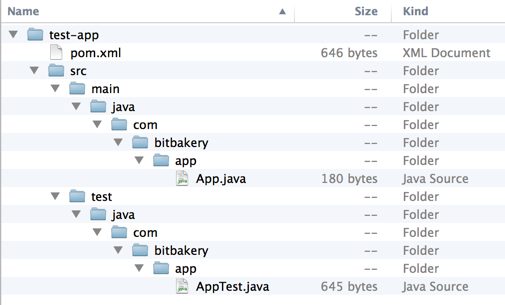 Name Size Kind
test-app -- Folder
pom.xml 646 bytes XML Document
src -- Folder
main -- Folder
java -- Folder
com -- Folder
bitbakery -- Folder
app -- Folder
App.java 180 bytes Java Source
test -- Folder
java -- Folder
com -- Folder
bitbakery -- Folder
app -- Folder
AppTest.java 645 bytes Java Source